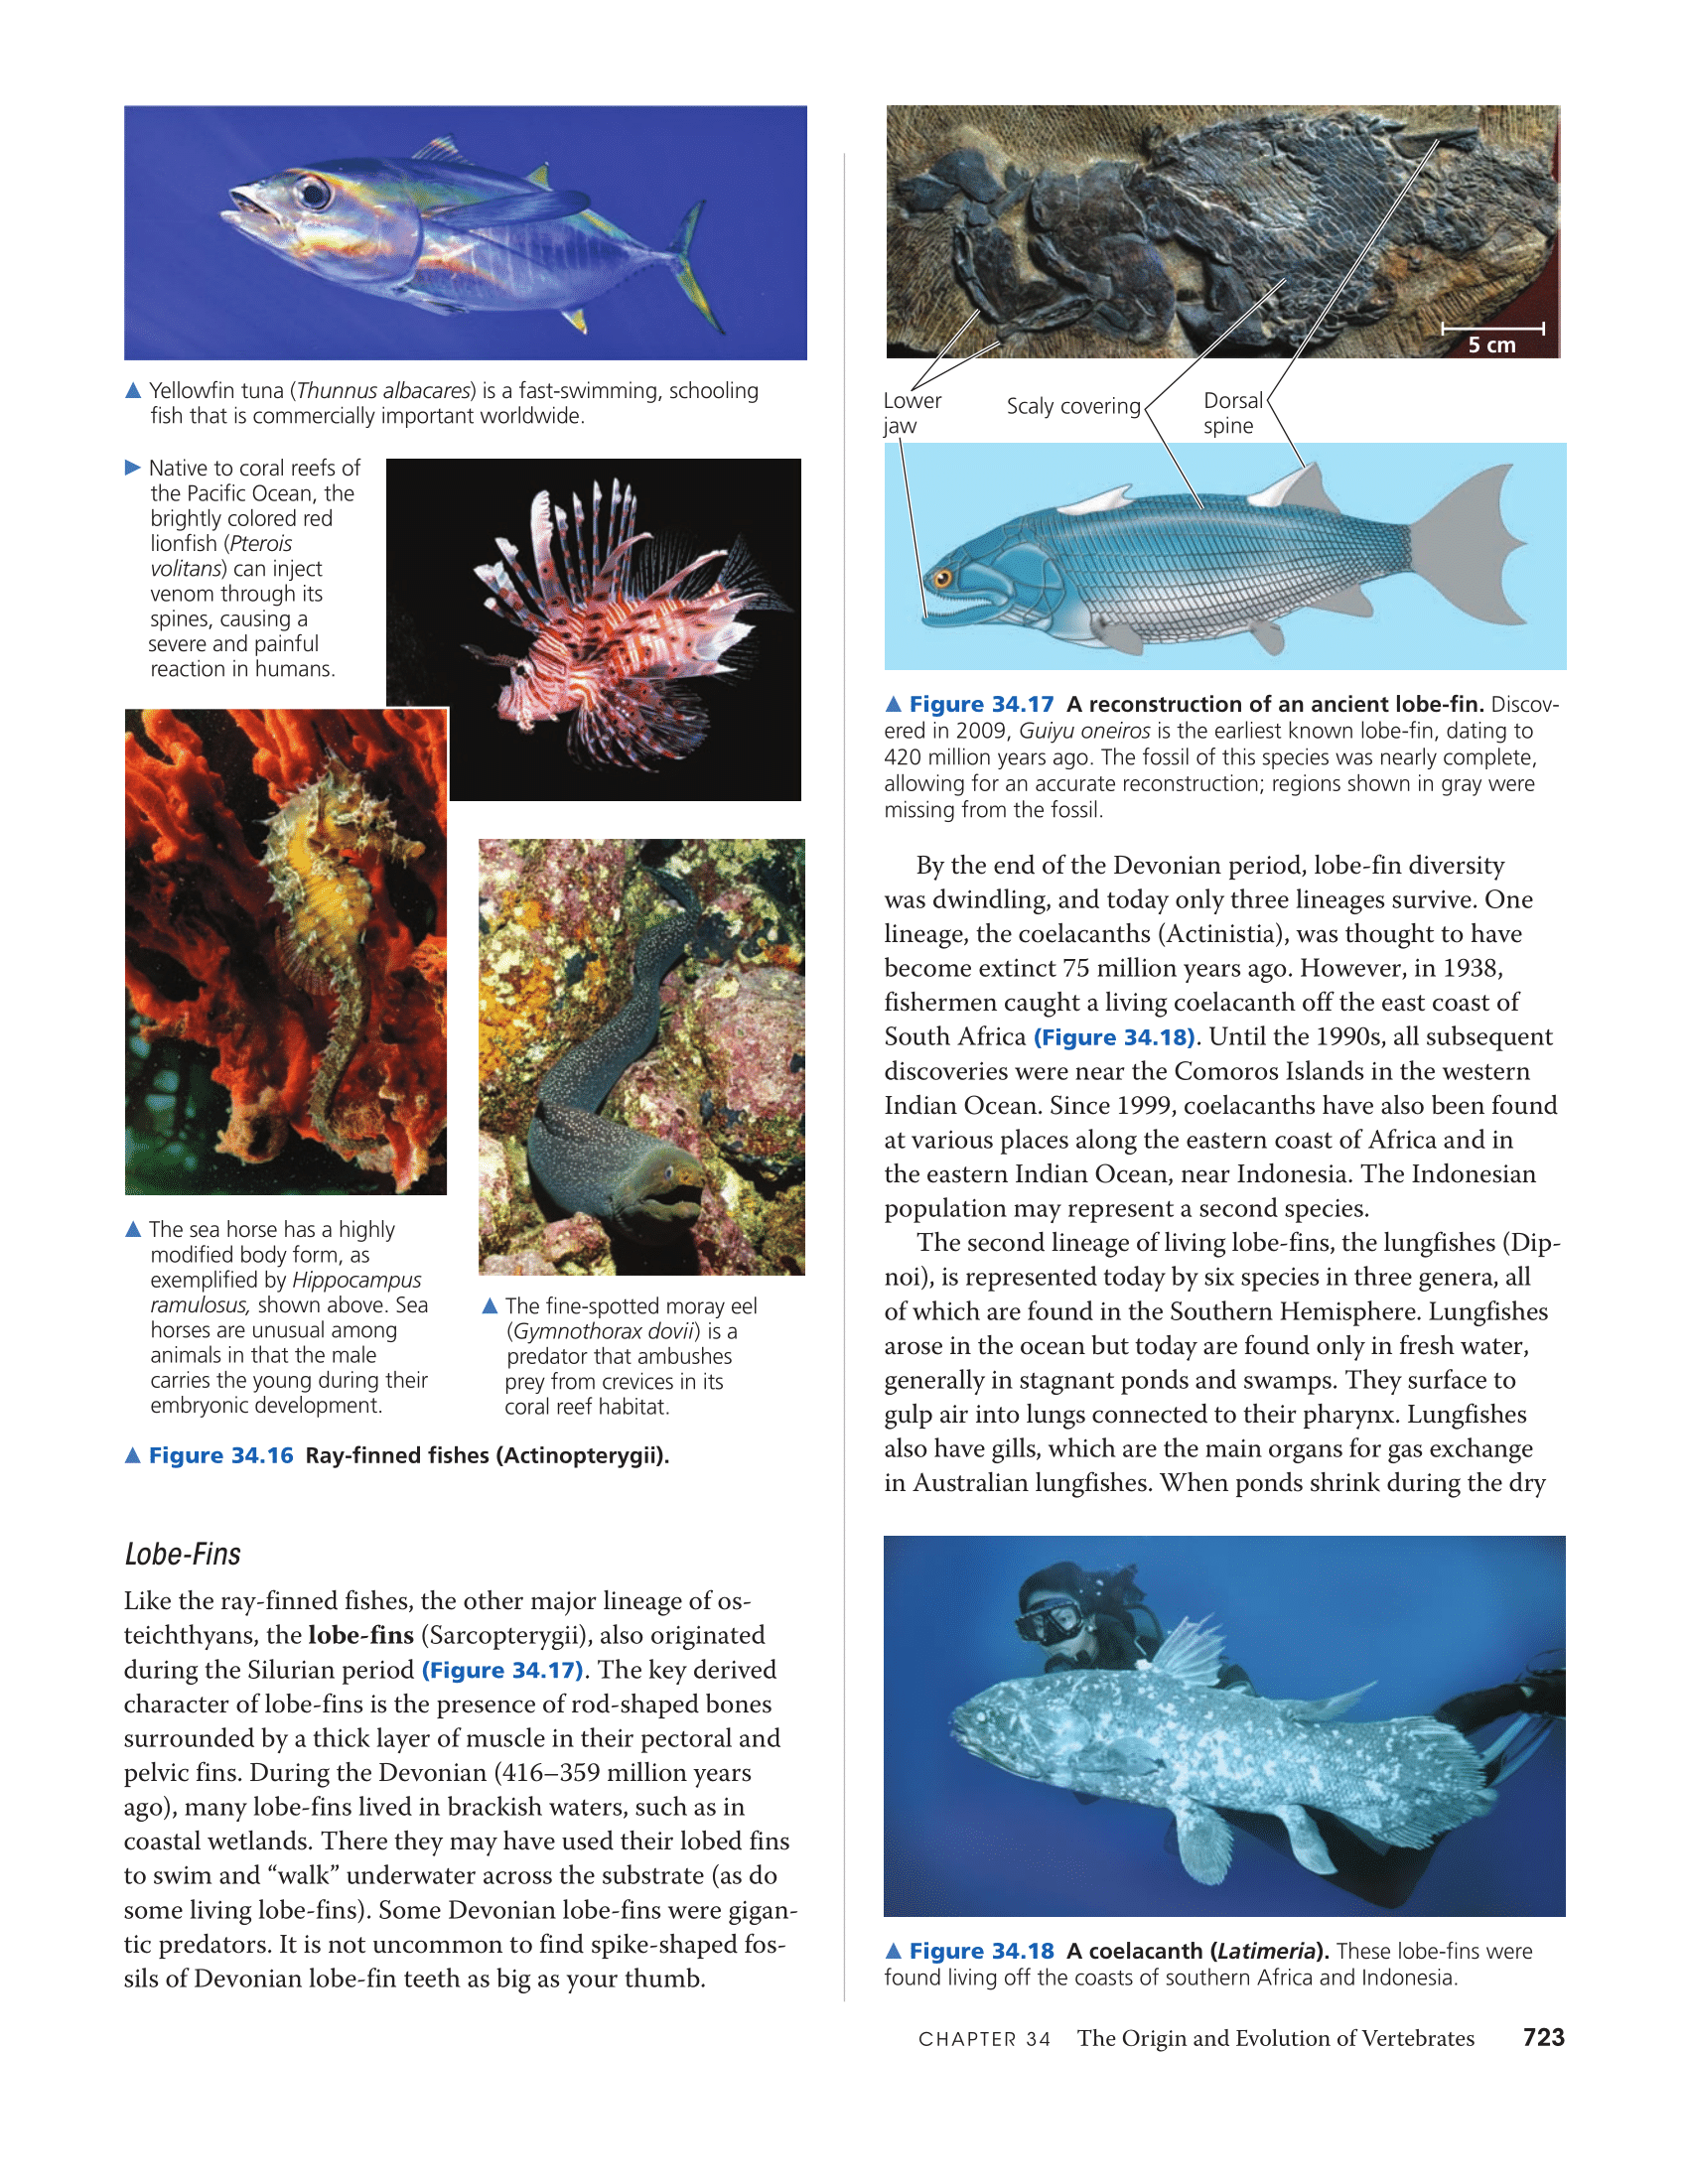 ▲ Yellowfin tuna (Thunnus albacares) is a fast-swimming, schooling
fish that is commercially important worldwide.
▶ Native to coral reefs of
the Pacific Ocean, the
brightly colored red
lionfish (Pterois
volitans) can inject
venom through its
spines, causing a
severe and painful
reaction in humans.
▲ The sea horse has a highly
modified body form, as
exemplified by Hippocampus
ramulosus, shown above. Sea
horses are unusual among
animals in that the male
carries the young during their
embryonic development.
▲ The fine-spotted moray eel
(Gymnothorax dovii) is a
predator that ambushes
prey from crevices in its
coral reef habitat.
▲ Figure 34.16 Ray-finned fishes (Actinopterygii).
Lobe-Fins
Like the ray-finned fishes, the other major lineage of os-
teichthyans, the lobe-fins (Sarcopterygii), also originated
during the Silurian period (Figure 34.17). The key derived
character of lobe-fins is the presence of rod-shaped bones
surrounded by a thick layer of muscle in their pectoral and
pelvic fins. During the Devonian (416–359 million years
ago), many lobe-fins lived in brackish waters, such as in
coastal wetlands. There they may have used their lobed fins
to swim and “walk” underwater across the substrate (as do
some living lobe-fins). Some Devonian lobe-fins were gigan-
tic predators. It is not uncommon to find spike-shaped fos-
sils of Devonian lobe-fin teeth as big as your thumb.
5 cm
Lower
jaw
Scaly covering
Dorsal
spine
▲ Figure 34.17 A reconstruction of an ancient lobe-fin. Discov-
ered in 2009, Guiyu oneiros is the earliest known lobe-fin, dating to
420 million years ago. The fossil of this species was nearly complete,
allowing for an accurate reconstruction; regions shown in gray were
missing from the fossil.
By the end of the Devonian period, lobe-fin diversity
was dwindling, and today only three lineages survive. One
lineage, the coelacanths (Actinistia), was thought to have
become extinct 75 million years ago. However, in 1938,
fishermen caught a living coelacanth off the east coast of
South Africa (Figure 34.18). Until the 1990s, all subsequent
discoveries were near the Comoros Islands in the western
Indian Ocean. Since 1999, coelacanths have also been found
at various places along the eastern coast of Africa and in
the eastern Indian Ocean, near Indonesia. The Indonesian
population may represent a second species.
The second lineage of living lobe-fins, the lungfishes (Dip-
noi), is represented today by six species in three genera, all
of which are found in the Southern Hemisphere. Lungfishes
arose in the ocean but today are found only in fresh water,
generally in stagnant ponds and swamps. They surface to
gulp air into lungs connected to their pharynx. Lungfishes
also have gills, which are the main organs for gas exchange
in Australian lungfishes. When ponds shrink during the dry
▲ Figure 34.18 A coelacanth (Latimeria). These lobe-fins were
found living off the coasts of southern Africa and Indonesia.
CHAPTER 34 The Origin and Evolution of Vertebrates 723